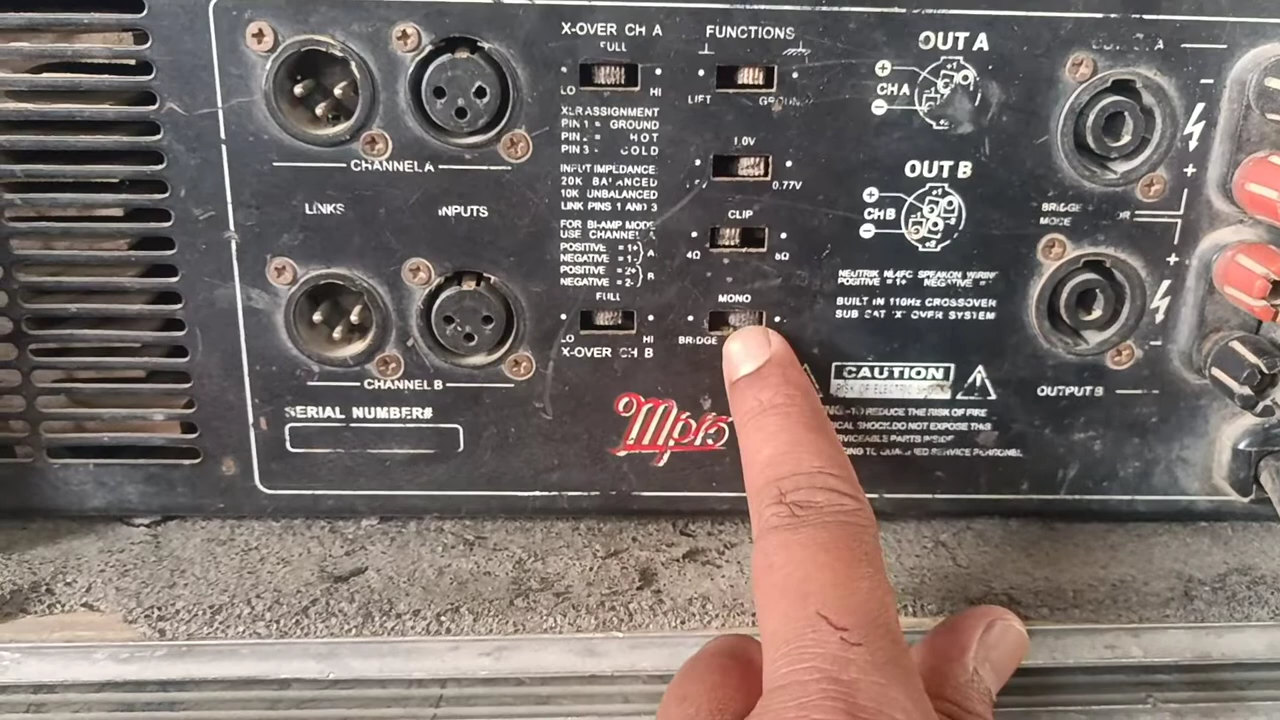 CHANNEL A
LINKS
INPUTS
CHANNEL B
SERIAL NUMBER#
X-OVER CH A
FULL
LO HI
XLR ASSIGNMENT
PIN 1 = GROUND
PIN = HOT
PIN 3 - COLD
INPUT IMPEDANCE
20K BALANCED
10K UNBALANCED
LINK PINS 1 AND 3
FOR BI-AMP MODE
USE CHANNEL A
POSITIVE = 1+
NEGATIVE = 1- A
POSITIVE = 2+
NEGATIVE = 2- B
FULL
LO HI
X-OVER CH B
Mp15
FUNCTIONS
LIFT GROUND
1.0V
0.77V
CLIP
4Ω 8Ω
MONO
BRIDGE
OUT A
+1
CH A
OUT B
CH B
+2
NEUTRIK NL4FC SPEAKON WIRING
POSITIVE = 1+ NEGATIVE =
BUILT IN 110Hz CROSSOVER
SUB SAT 'X' OVER SYSTEM
CAUTION
RISK OF ELECTRIC SHOCK
TO REDUCE THE RISK OF FIRE
SHOCK.DO NOT EXPOSE THIS
PARTS INSIDE
TO QUALIFIED SERVICE PERSONNEL
BRIDGE
MODE
OUTPUT B